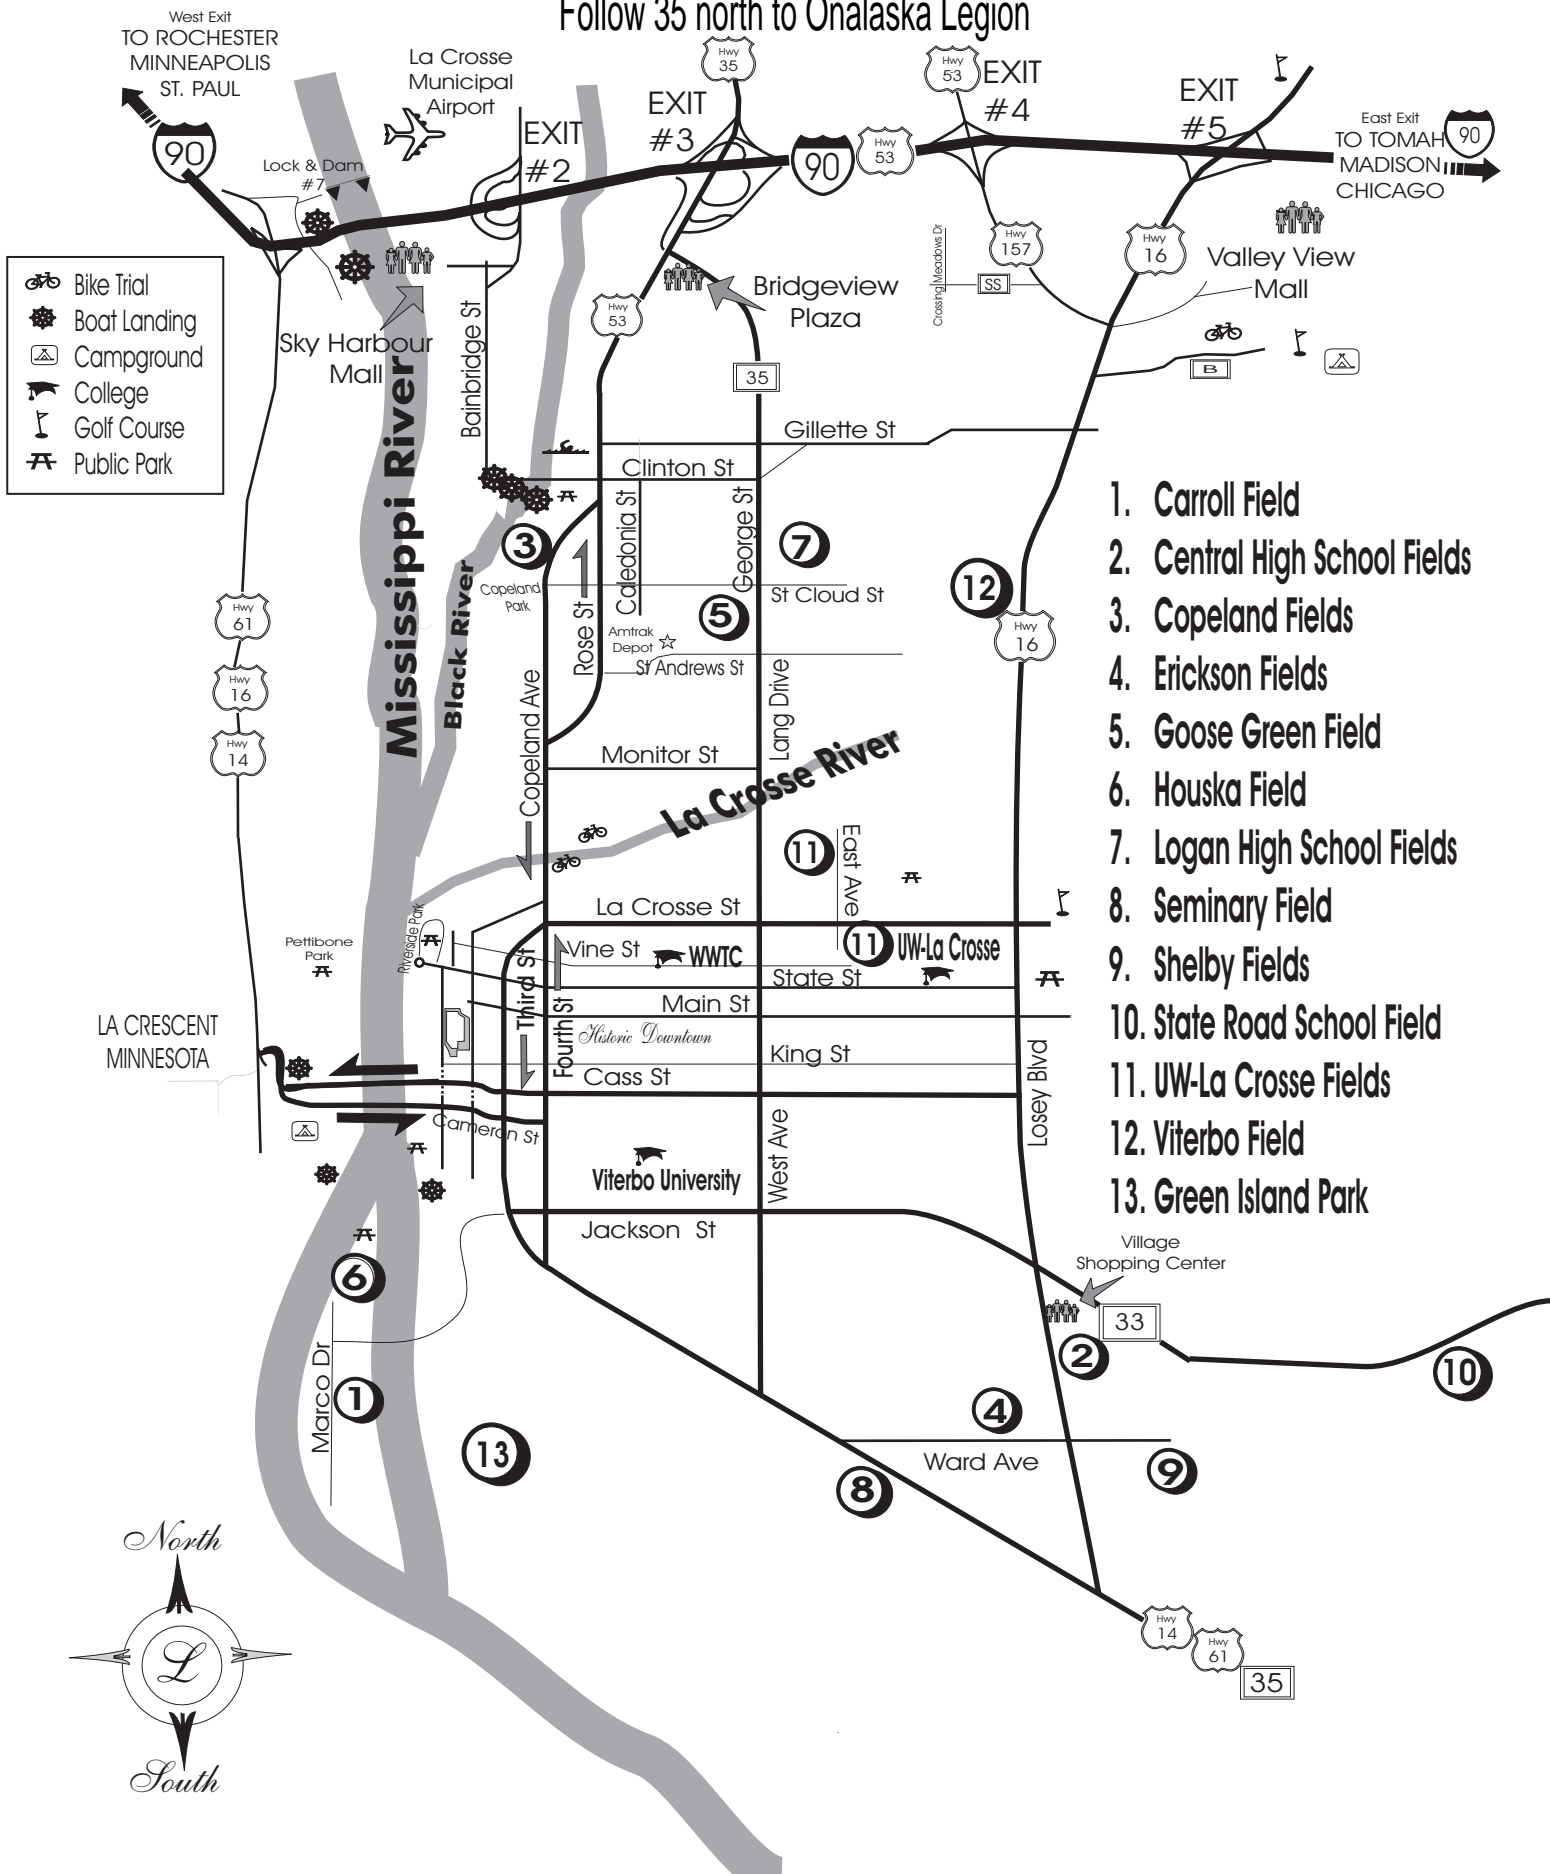 Follow 35 north to Onalaska Legion
West Exit
TO ROCHESTER
MINNEAPOLIS
ST. PAUL
90
La Crosse
Municipal
Airport
Lock & Dam
#7
EXIT
#2
EXIT
#3
Hwy
35
90
Hwy
53
Hwy
53
EXIT
#4
EXIT
#5
East Exit
TO TOMAH
MADISON
CHICAGO
90
Bike Trial
Boat Landing
Campground
College
Golf Course
Public Park
Sky Harbour
Mall
Bainbridge St
Hwy
53
Bridgeview
Plaza
35
Crossing Meadows Dr
SS
Hwy
157
Hwy
16
Valley View
Mall
B
Mississippi River
Black River
Gillette St
Clinton St
Caledonia St
George St
3
7
12
5
Copeland
Park
Rose St
St Cloud St
Amtrak
Depot
St Andrews St
Hwy
16
Hwy
61
Hwy
16
Hwy
14
Copeland Ave
Lang Drive
Monitor St
La Crosse River
11
East Ave
La Crosse St
Riverside Park
Pettibone
Park
Vine St
WWTC
11
UW-La Crosse
State St
Third St
Fourth St
Main St
Historic Downtown
King St
Cass St
LA CRESCENT
MINNESOTA
Cameron St
Losey Blvd
West Ave
Viterbo University
Jackson St
1. Carroll Field
2. Central High School Fields
3. Copeland Fields
4. Erickson Fields
5. Goose Green Field
6. Houska Field
7. Logan High School Fields
8. Seminary Field
9. Shelby Fields
10. State Road School Field
11. UW-La Crosse Fields
12. Viterbo Field
13. Green Island Park
Village
Shopping Center
33
6
2
10
Marco Dr
1
4
13
Ward Ave
8
9
North
L
South
Hwy
14
Hwy
61
35